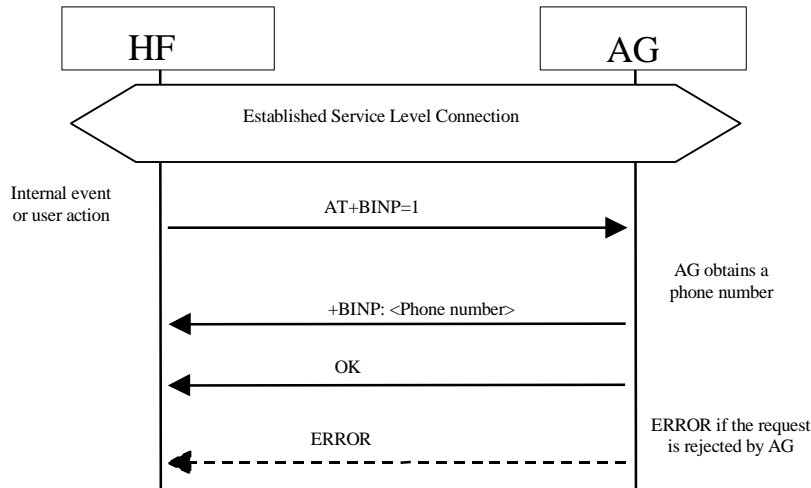 HF
AG
Established Service Level Connection
Internal event
or user action
AT+BINP=1
AG obtains a
phone number
+BINP: <Phone number>
OK
ERROR if the request
is rejected by AG
ERROR